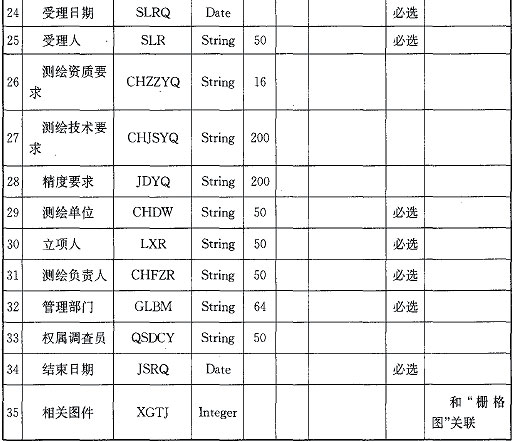 24 受理日期 SLRQ Date 必选
25 受理人 SLR String 50 必选
26 测绘资质要求 CHZZYQ String 16
27 测绘技术要求 CHJSYQ String 200
28 精度要求 JDYQ String 200
29 测绘单位 CHDW String 50 必选
30 立项人 LXR String 50 必选
31 测绘负责人 CHFZR String 50 必选
32 管理部门 GLBM String 64 必选
33 权属调查员 QSDCY String 50
34 结束日期 JSRQ Date 必选
35 相关图件 XGTJ Integer 和“栅格图”关联